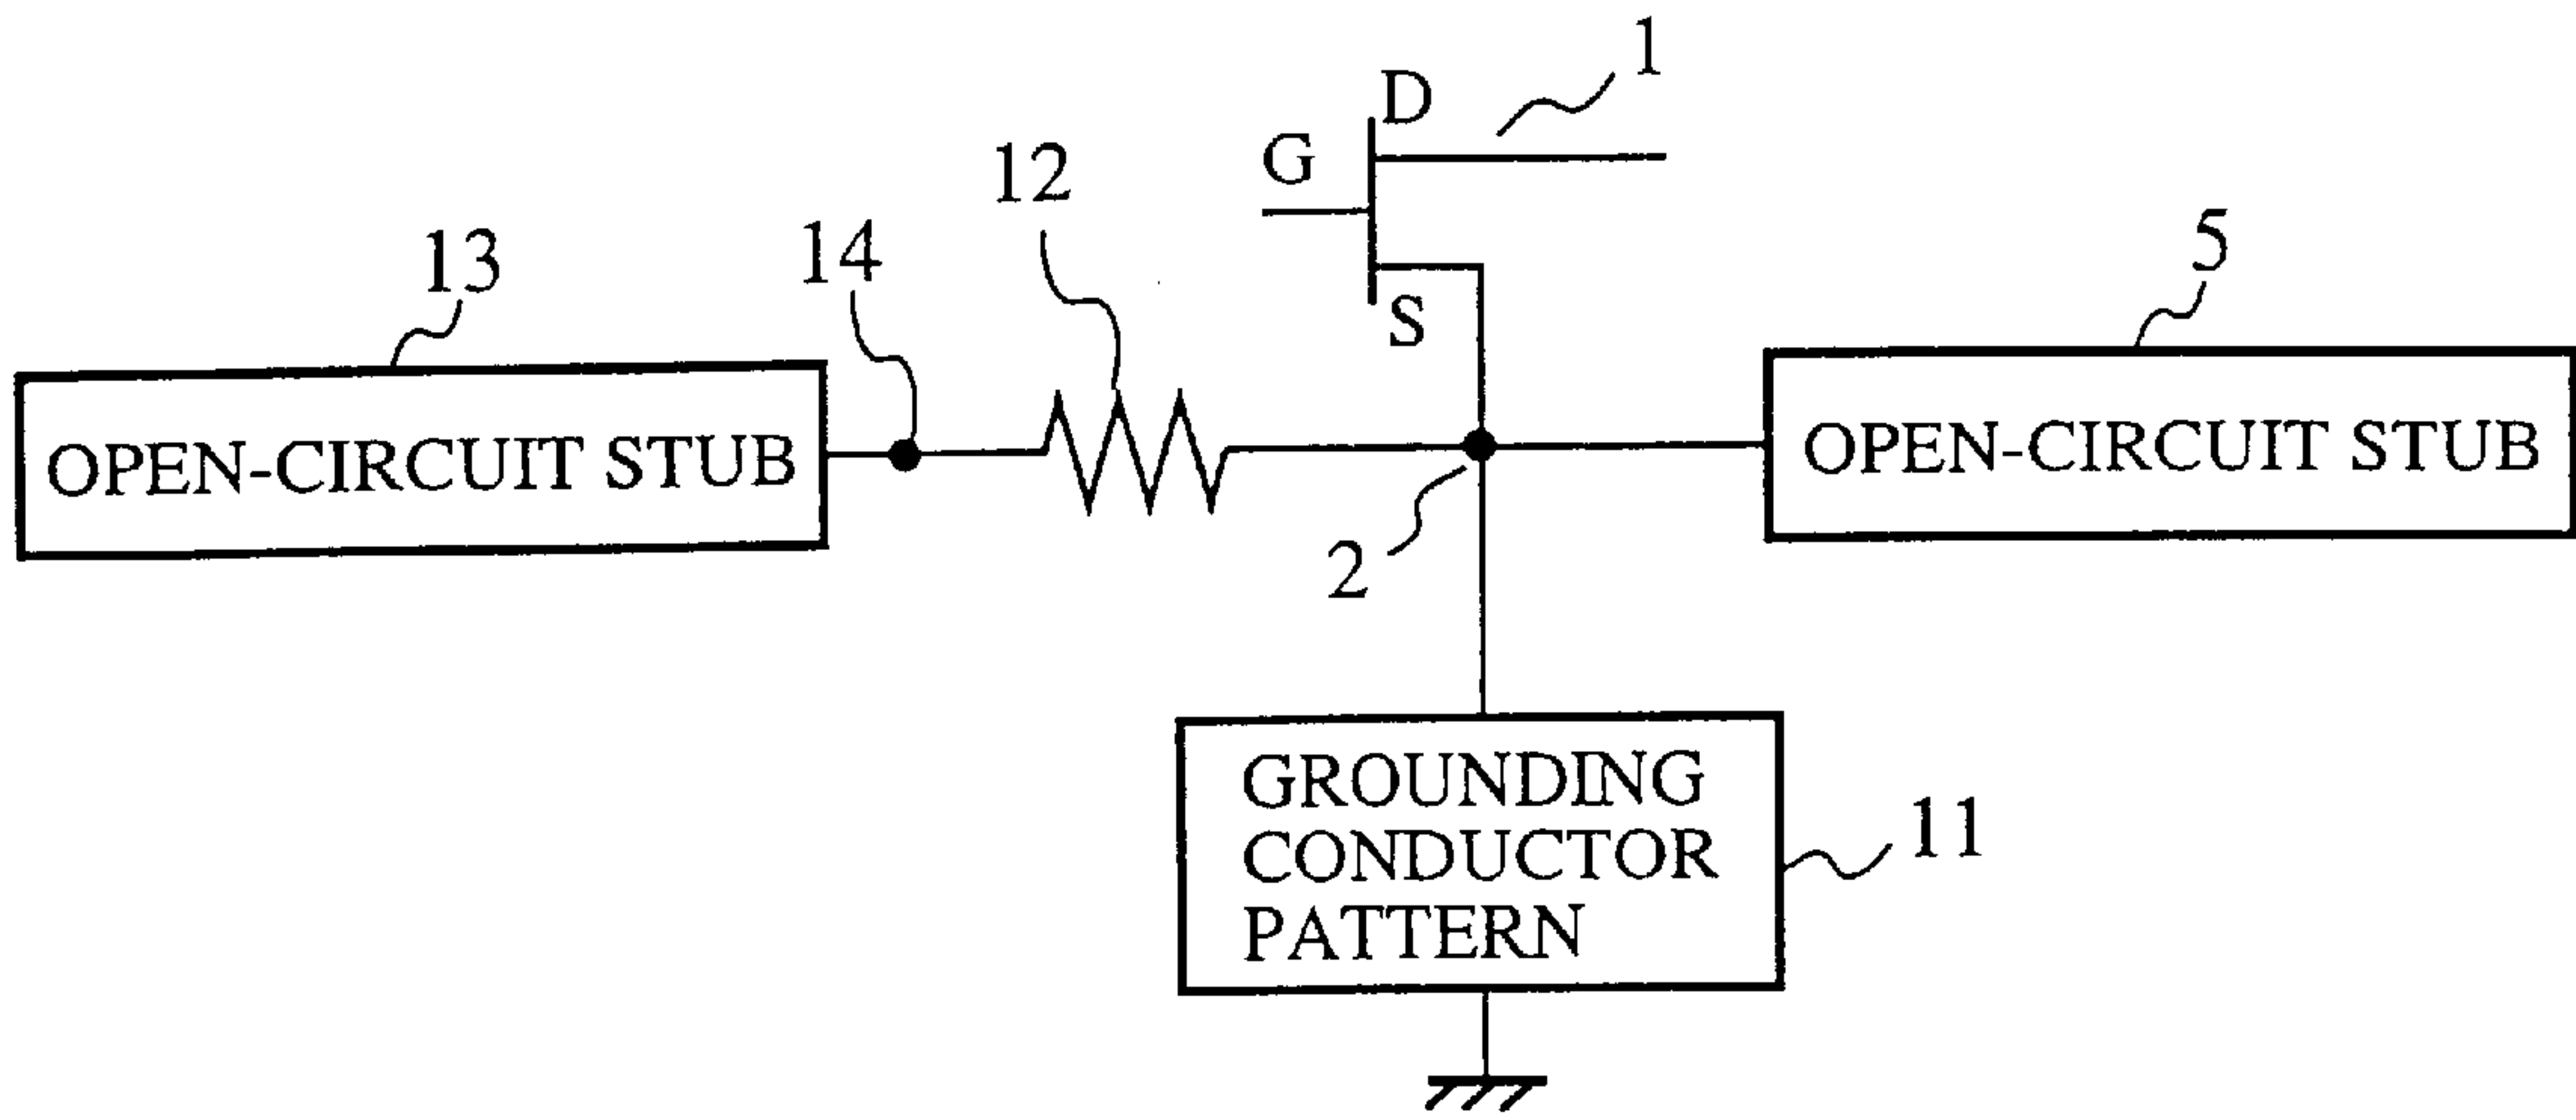 1
D
G
12
S
13
14
5
OPEN-CIRCUIT STUB
OPEN-CIRCUIT STUB
2
GROUNDING
CONDUCTOR
PATTERN
11